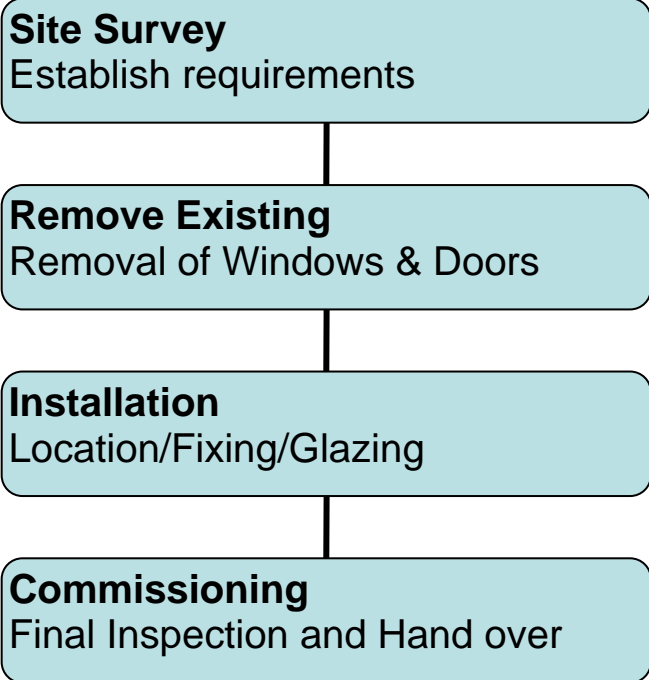 Site Survey
Establish requirements
Remove Existing
Removal of Windows & Doors
Installation
Location/Fixing/Glazing
Commissioning
Final Inspection and Hand over